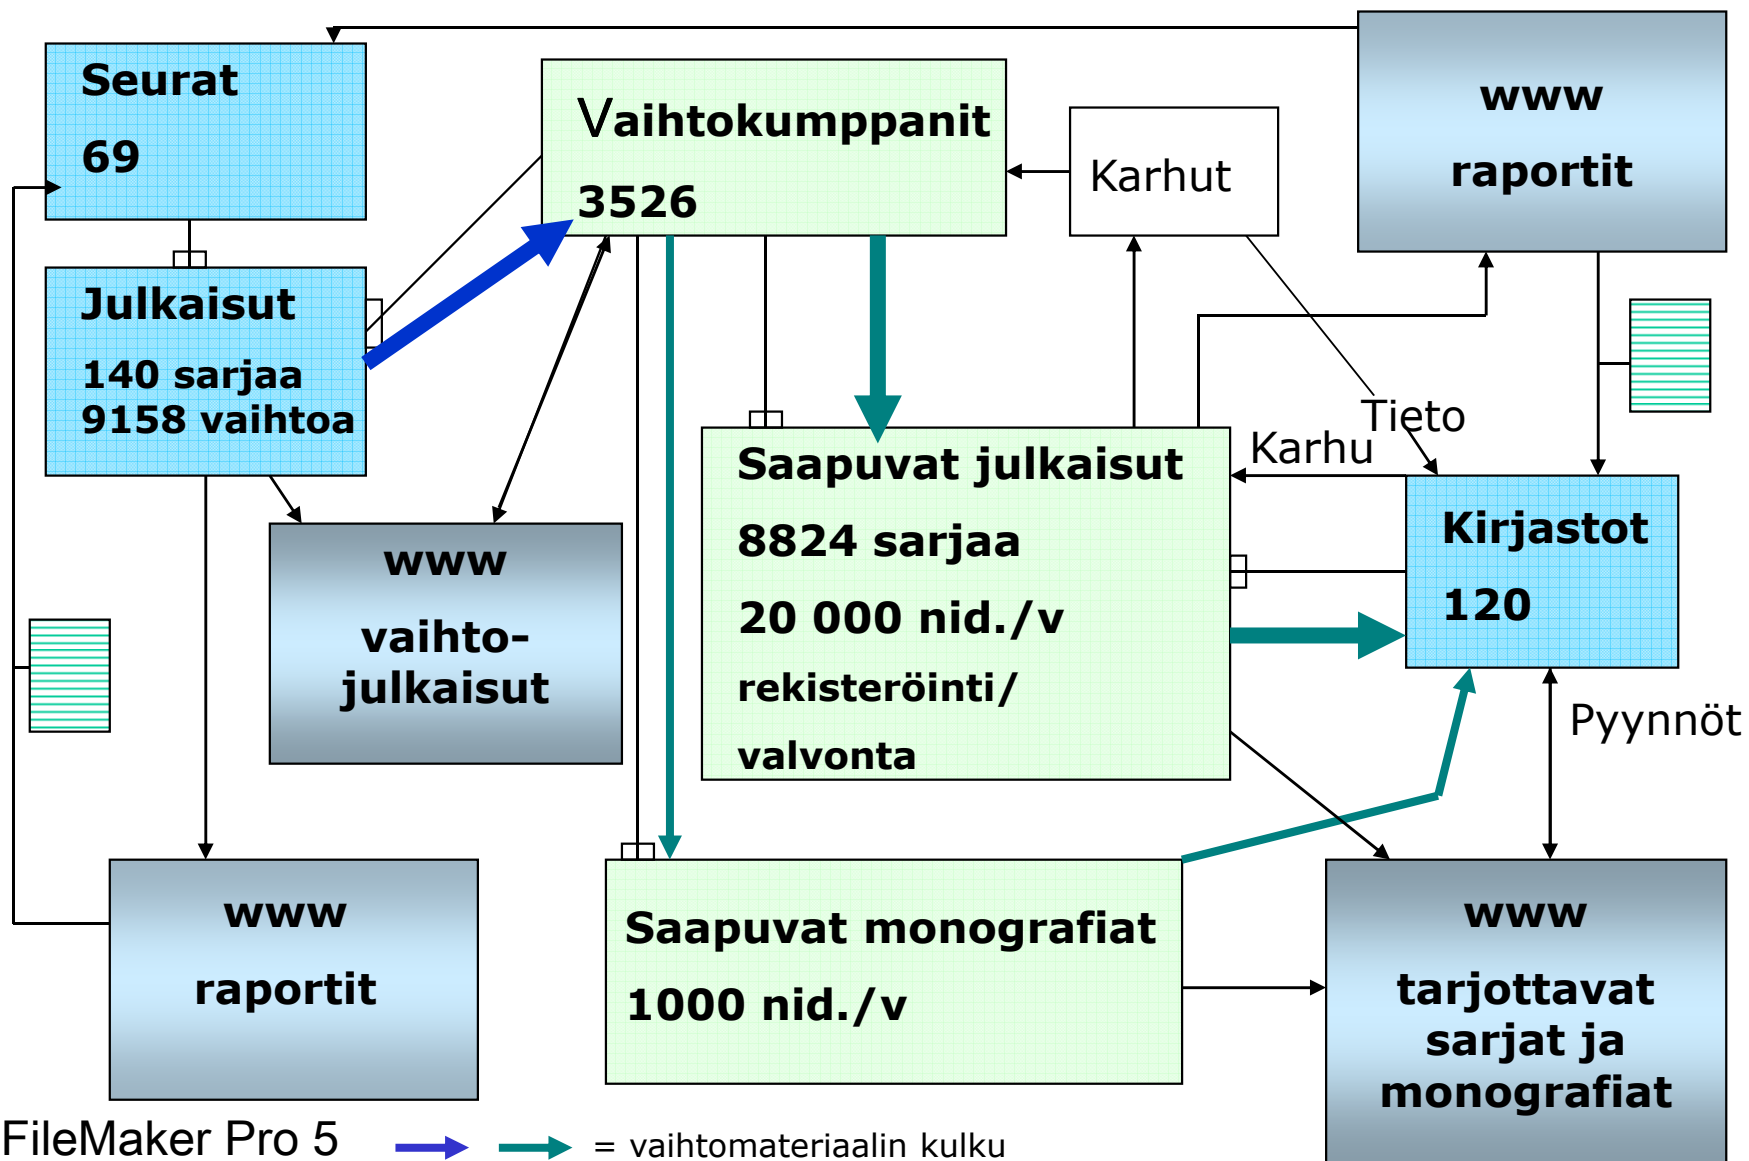 Seurat
69
Vaihtokumppanit
3526
Karhut
www
raportit
Julkaisut
140 sarjaa
9158 vaihtoa
Tieto
Karhu
Saapuvat julkaisut
8824 sarjaa
20 000 nid./v
rekisteröinti/
valvonta
Kirjastot
120
www
vaihto-
julkaisut
Pyynnöt
www
raportit
Saapuvat monografiat
1000 nid./v
www
tarjottavat
sarjat ja
monografiat
FileMaker Pro 5
= vaihtomateriaalin kulku